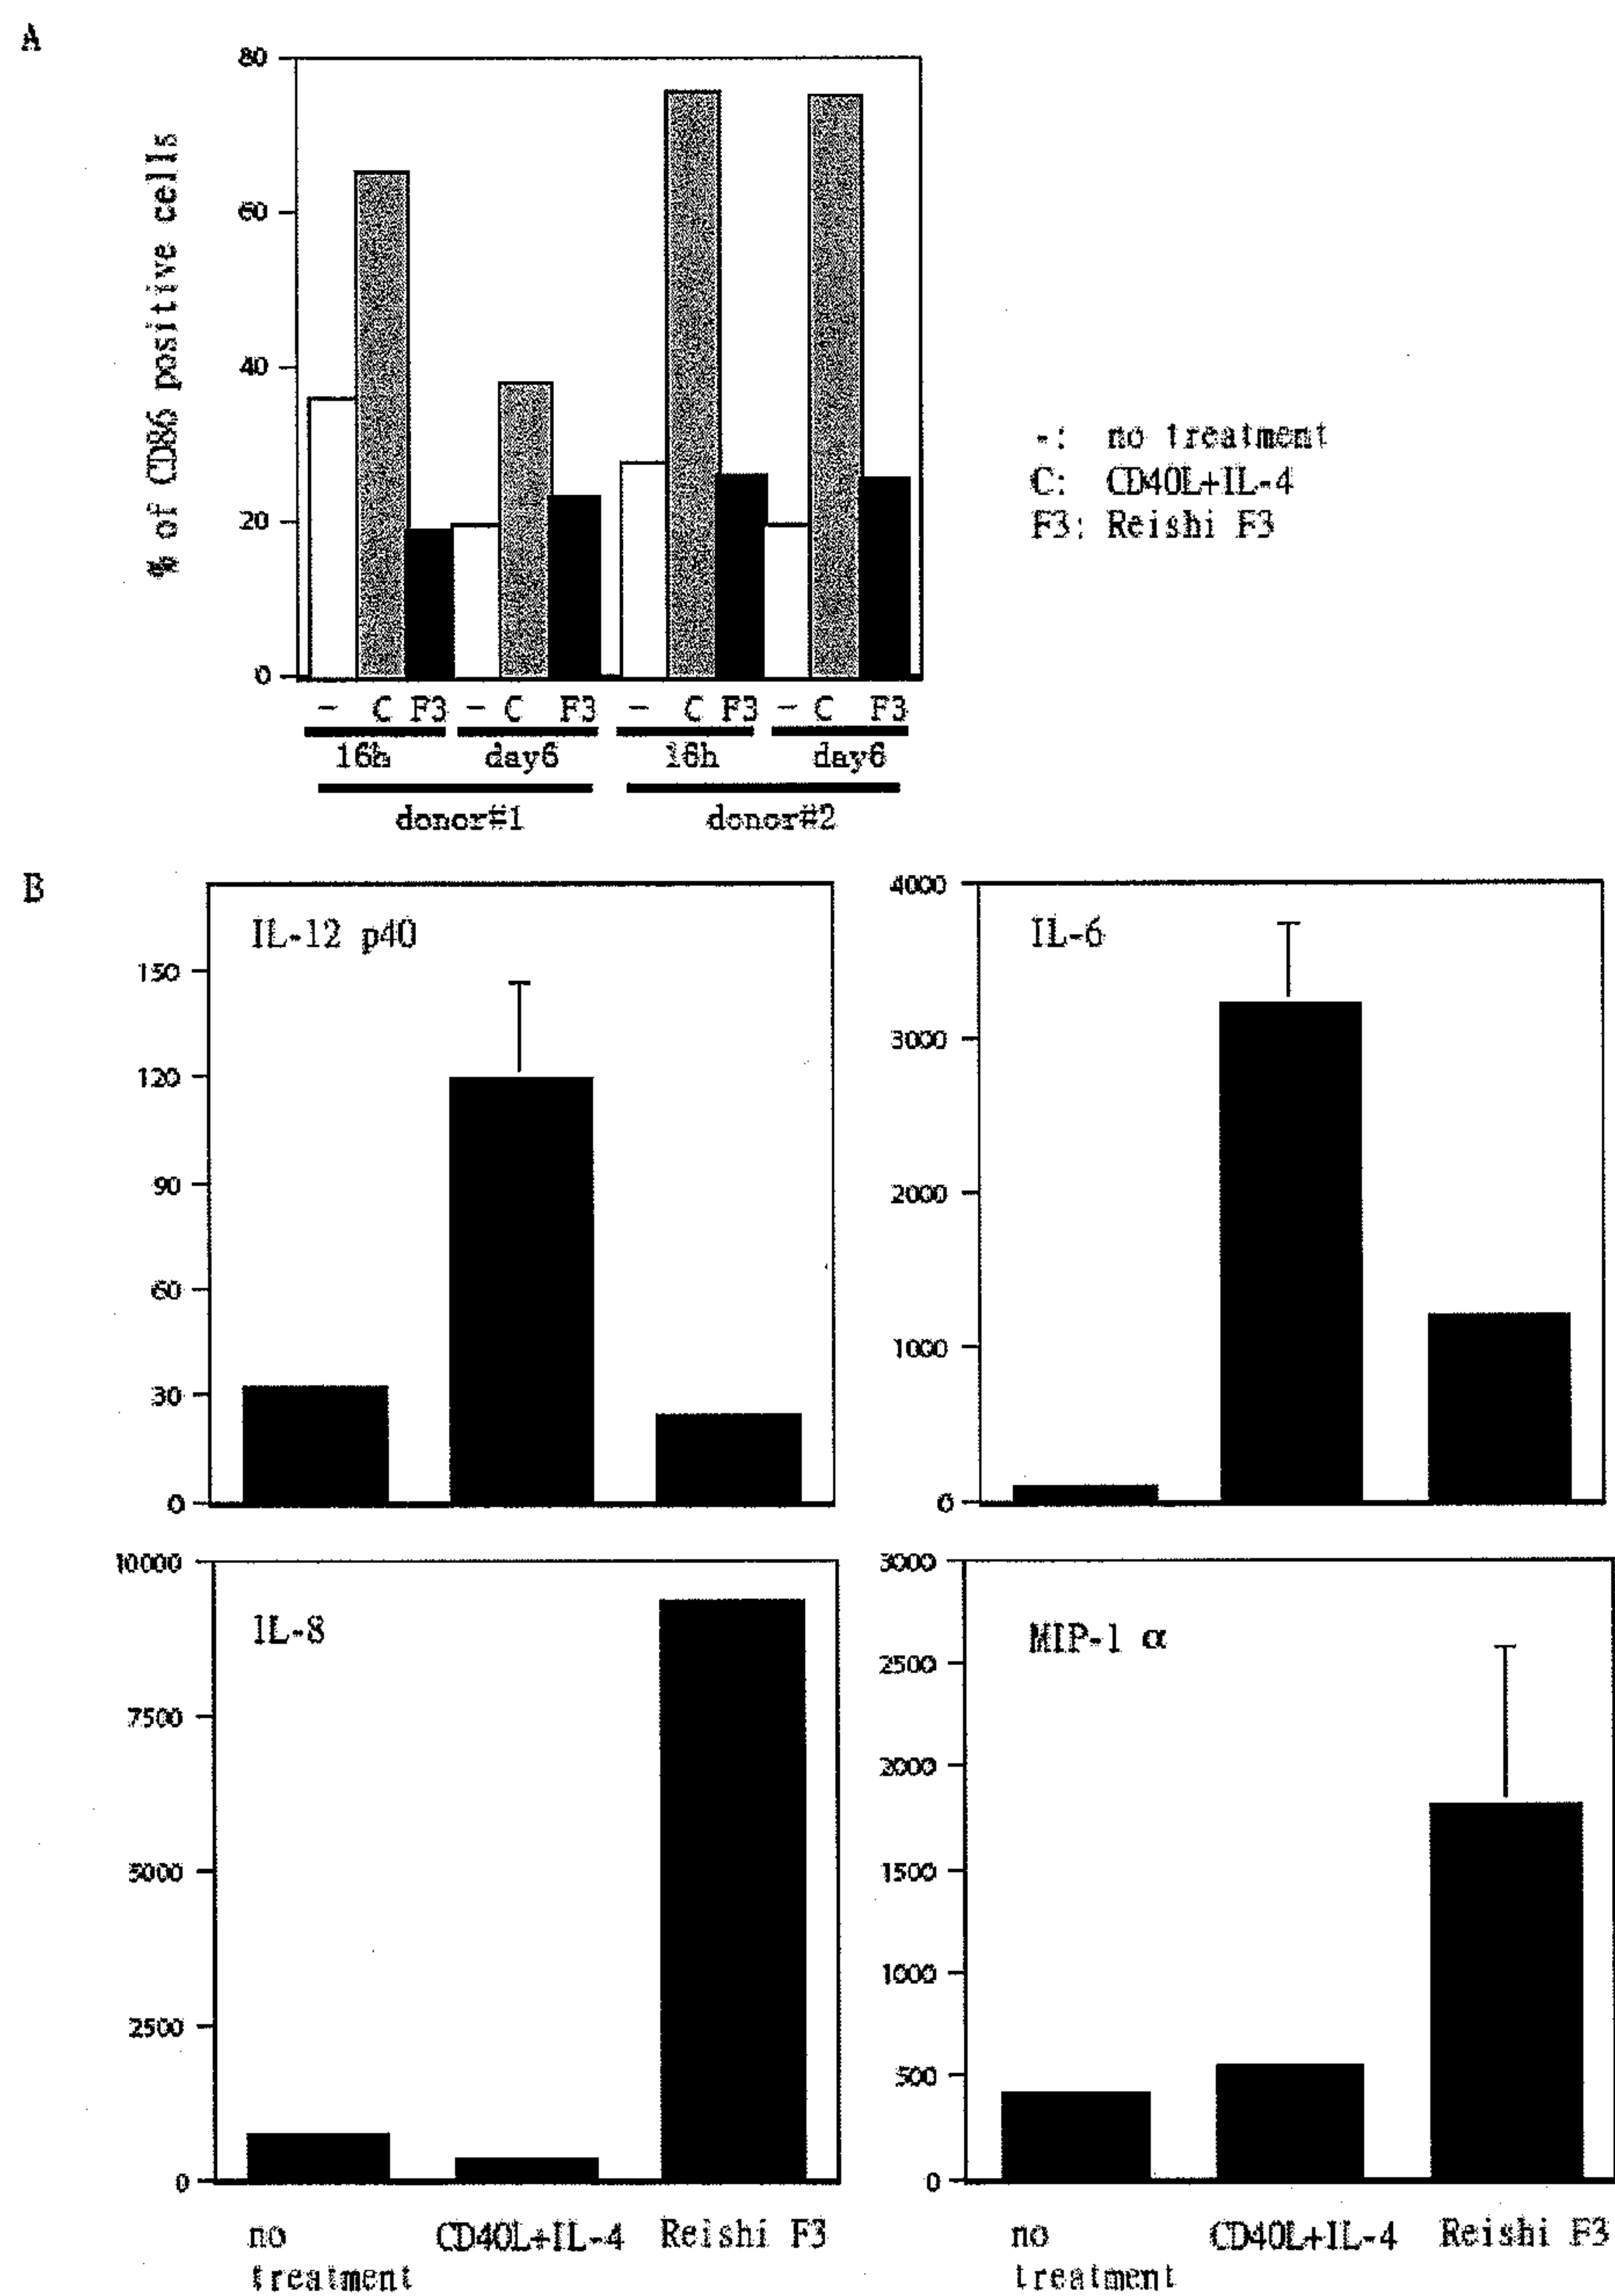 A
80
60
40
20
0
% of CD86 positive cells
- C F3 - C F3 - C F3 - C F3
16h day6 16h day6
donor#1 donor#2
-: no treatment
C: CD40L+IL-4
F3: Reishi F3
B
IL-12 p40
150
120
90
60
30
0
IL-6
4000
3000
2000
1000
0
IL-8
10000
7500
5000
2500
0
no treatment
CD40L+IL-4
Reishi F3
MIP-1 α
3000
2500
2000
1500
1000
500
0
no treatment
CD40L+IL-4
Reishi F3